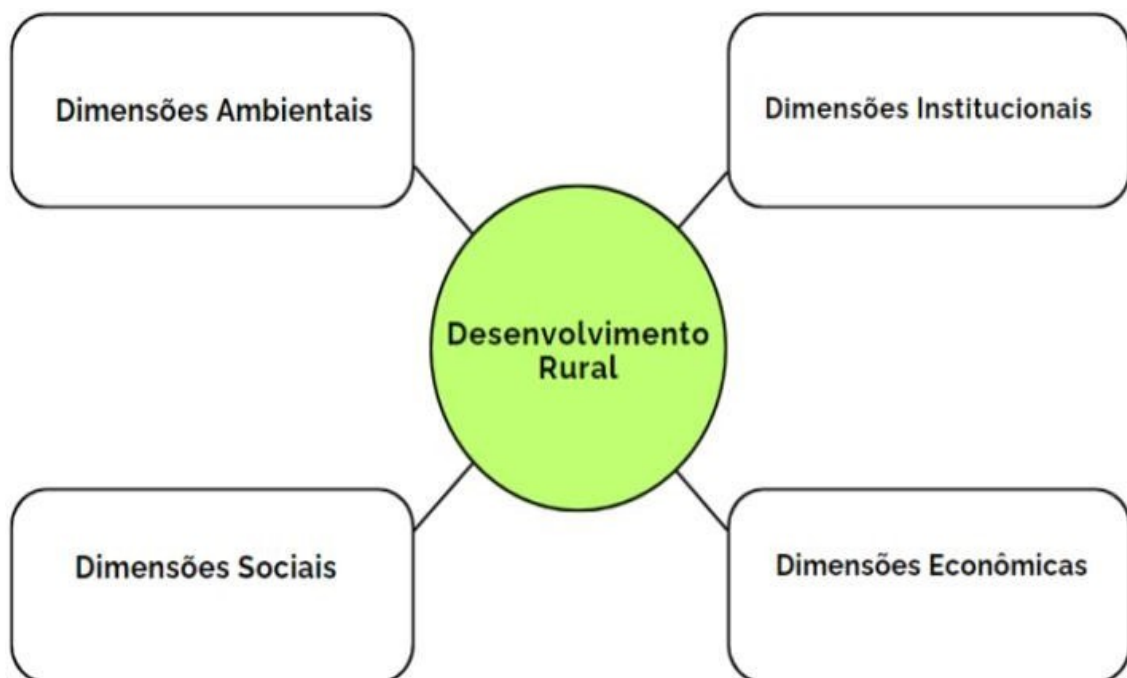 Dimensões Ambientais
Dimensões Institucionais
Desenvolvimento
Rural
Dimensões Sociais
Dimensões Econômicas